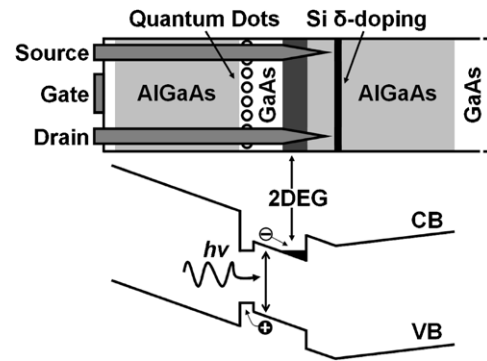 Quantum Dots
Si δ-doping
Source
Gate
Drain
AlGaAs
GaAs
AlGaAs
GaAs
2DEG
CB
hν
VB